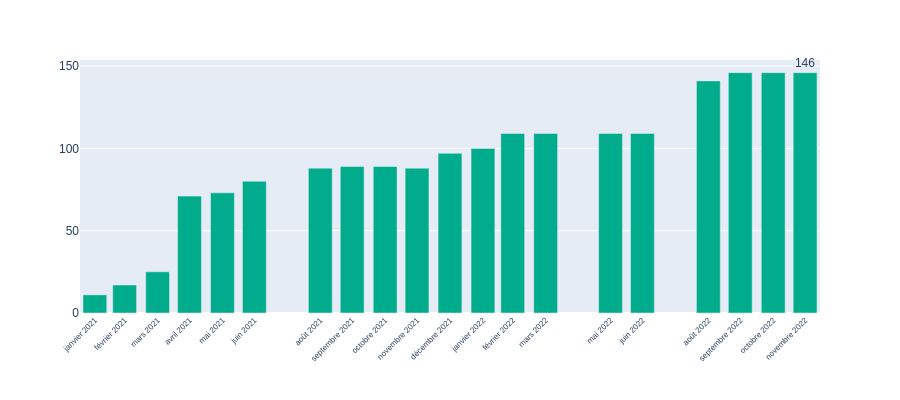 146
150
100
50
0
janvier 2021
février 2021
mars 2021
avril 2021
mai 2021
juin 2021
août 2021
septembre 2021
octobre 2021
novembre 2021
décembre 2021
janvier 2022
février 2022
mars 2022
mai 2022
juin 2022
août 2022
septembre 2022
octobre 2022
novembre 2022